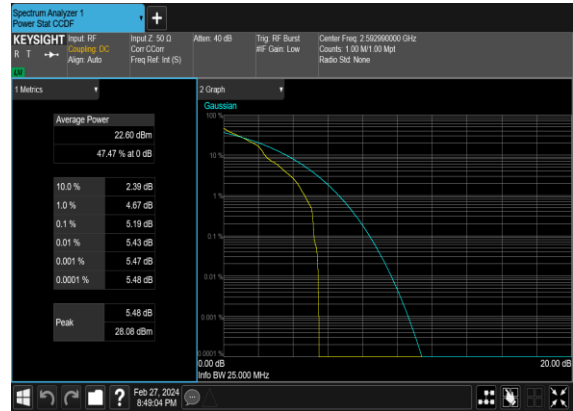 Spectrum Analyzer 1
Power Stat CCDF
+
KEYSIGHT
R T
LW
Input: RF
Coupling: DC
Align: Auto
Input Z: 50 Ω
Corr CCorr
Freq Ref: Int (S)
Atten: 40 dB
Trig: RF Burst
#IF Gain: Low
Center Freq: 2.592990000 GHz
Counts: 1.00 M/1.00 Mpt
Radio Std: None
1 Metrics
Average Power
22.60 dBm
47.47 % at 0 dB
10.0 % 2.39 dB
1.0 % 4.67 dB
0.1 % 5.19 dB
0.01 % 5.43 dB
0.001 % 5.47 dB
0.0001 % 5.48 dB
Peak
5.48 dB
28.08 dBm
2 Graph
Gaussian
100 %
10 %
1 %
0.1 %
0.01 %
0.001 %
0.0001 %
0.00 dB
20.00 dB
Info BW 25.000 MHz
?
Feb 27, 2024
8:49:04 PM